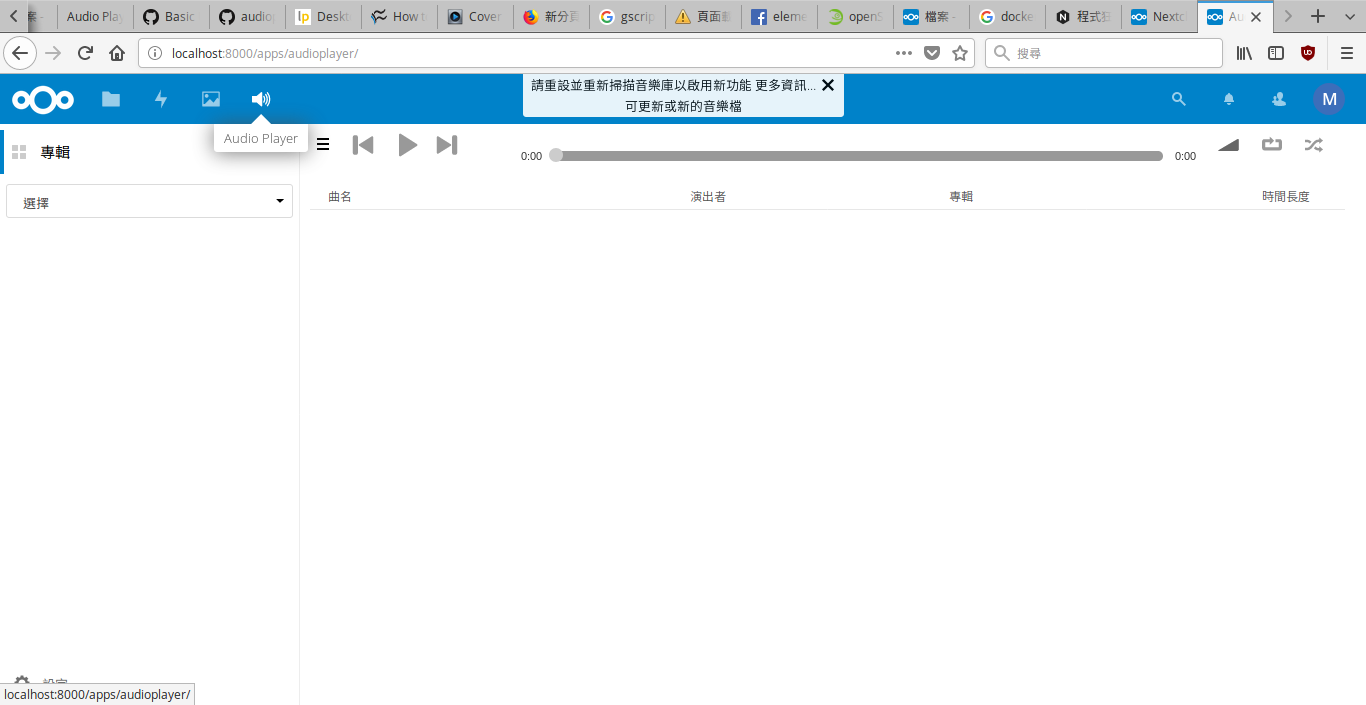 Audio Pla
Basic
audio
Deskt
How t
Cover
新分頁
gscrip
頁面載
eleme
openS
檔案 -
docke
程式狂
Nextc
Au
localhost:8000/apps/audioplayer/
搜尋
請重設並重新掃描音樂庫以啟用新功能 更多資訊...
可更新或新的音樂檔
M
Audio Player
專輯
0:00
0:00
選擇
曲名 演出者 專輯 時間長度
設定
localhost:8000/apps/audioplayer/